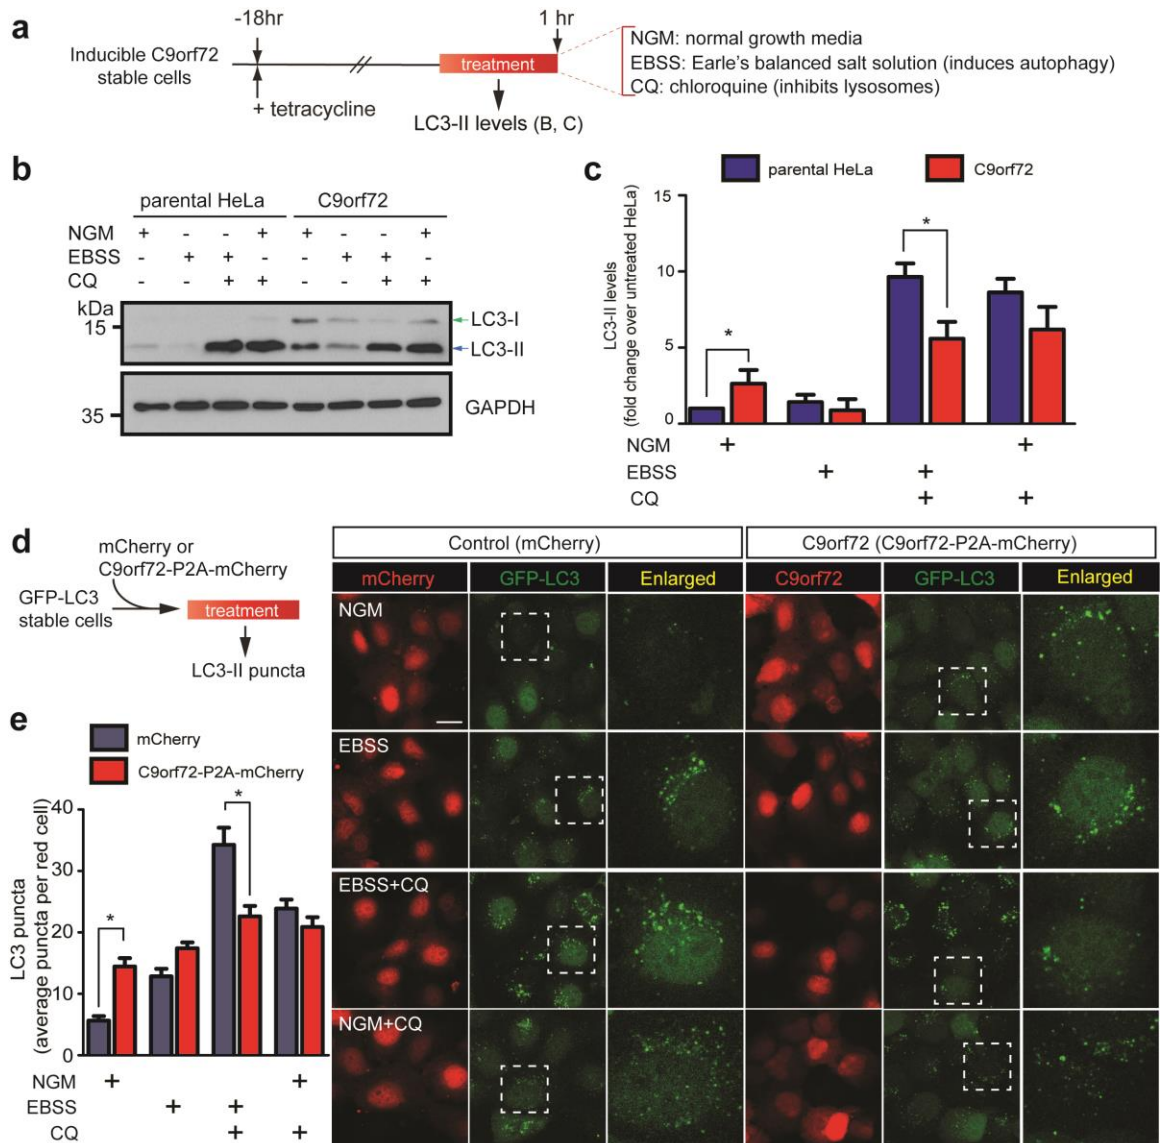 a
-18hr
1 hr
Inducible C9orf72
stable cells
treatment
+ tetracycline
LC3-II levels (B, C)
NGM: normal growth media
EBSS: Earle's balanced salt solution (induces autophagy)
CQ: chloroquine (inhibits lysosomes)
b
parental HeLa C9orf72
NGM + - - + + - - +
EBSS - + + - - + + -
CQ - - + + - - + +
kDa
15
LC3-I
LC3-II
35
GAPDH
c
parental HeLa
C9orf72
LC3-II levels
(fold change over untreated HeLa)
15
10
5
0
*
*
NGM + +
EBSS + +
CQ + +
d
mCherry or
C9orf72-P2A-mCherry
GFP-LC3
stable cells
treatment
LC3-II puncta
Control (mCherry)
C9orf72 (C9orf72-P2A-mCherry)
mCherry GFP-LC3 Enlarged C9orf72 GFP-LC3 Enlarged
NGM
EBSS
EBSS+CQ
NGM+CQ
e
mCherry
C9orf72-P2A-mCherry
LC3 puncta
(average puncta per red cell)
40
30
20
10
0
*
*
NGM + +
EBSS + +
CQ + +